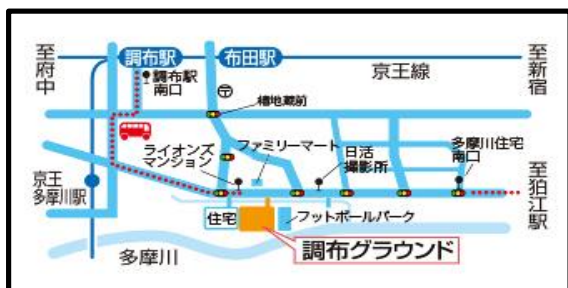 至府中
調布駅
布田駅
至新宿
調布駅
南口
〒
京王線
椿地蔵前
ライオンズ
マンション
ファミリーマート
日活
撮影所
多摩川住宅
南口
京王
多摩川駅
至狛江駅
住宅
フットボールパーク
多摩川
調布グラウンド